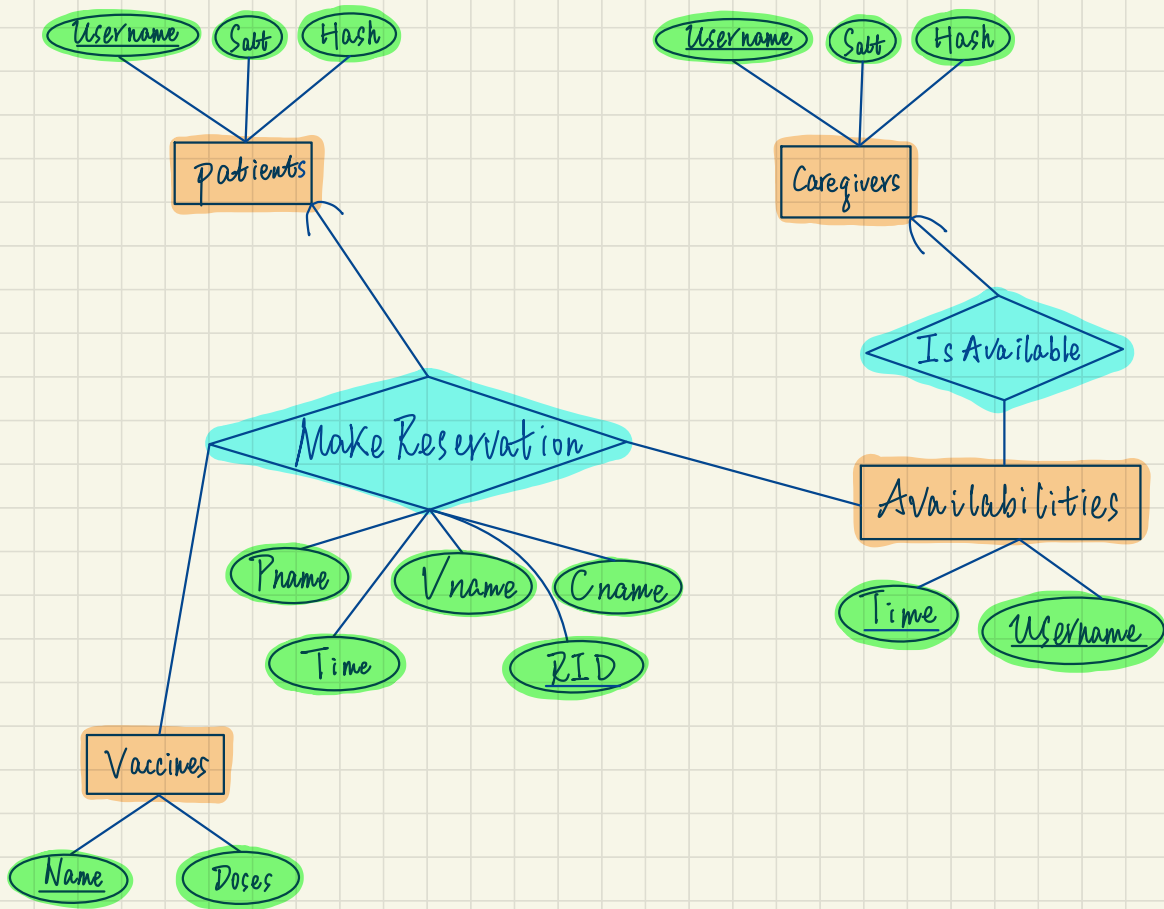 Username Salt Hash
Username Salt Hash
Patients
Caregivers
Is Available
Make Reservation
Availabilities
Pname
Vname
Cname
Time
Username
Time
RID
Vaccines
Name
Doses